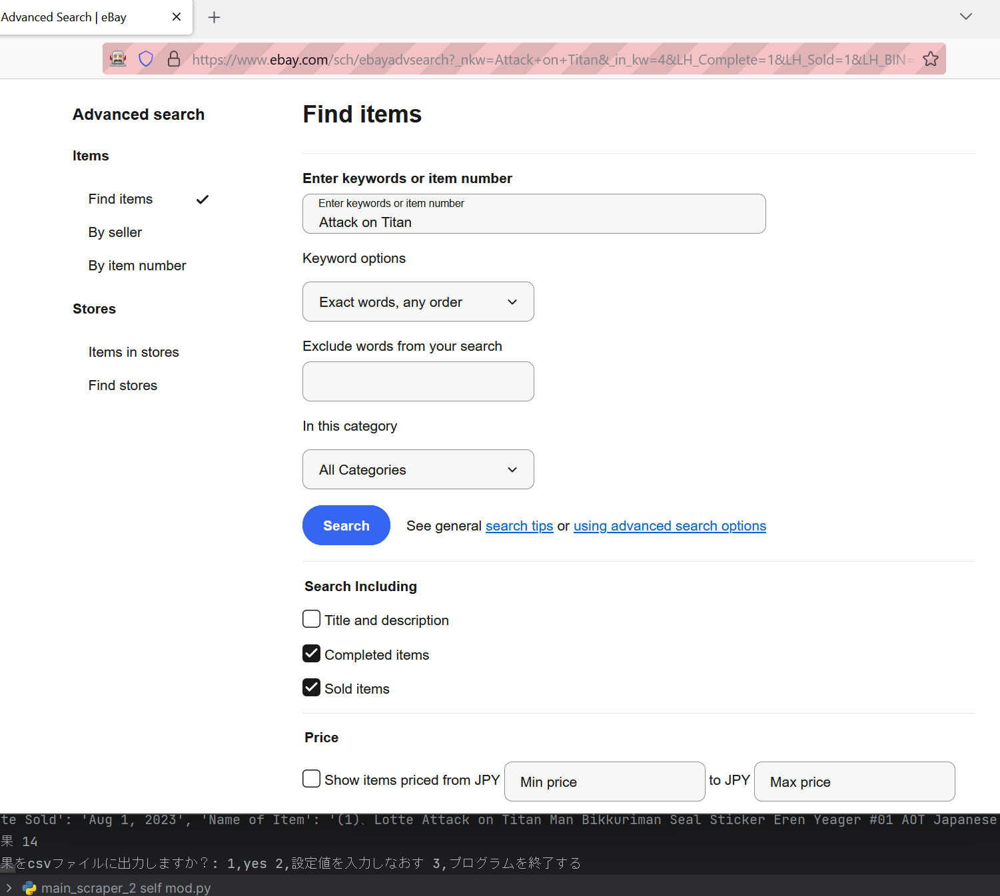 Advanced Search | eBay
https://www.ebay.com/sch/ebayadvsearch?_nkw=Attack+on+Titan&_in_kw=4&LH_Complete=1&LH_Sold=1&LH_BIN=
Advanced search
Items
Find items
By seller
By item number
Stores
Items in stores
Find stores
Find items
Enter keywords or item number
Enter keywords or item number
Attack on Titan
Keyword options
Exact words, any order
Exclude words from your search
In this category
All Categories
Search See general search tips or using advanced search options
Search Including
Title and description
Completed items
Sold items
Price
Show items priced from JPY Min price to JPY Max price
te Sold': 'Aug 1, 2023', 'Name of Item': '(1)、Lotte Attack on Titan Man Bikkuriman Seal Sticker Eren Yeager #01 AOT Japanese
果 14
果をcsvファイルに出力しますか？: 1,yes 2,設定値を入力しなおす 3,プログラムを終了する
main_scraper_2 self mod.py